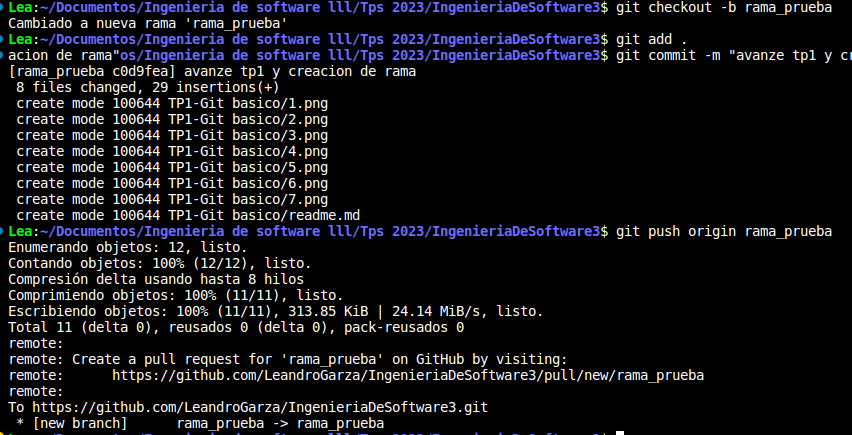 Lea:~/Documentos/Ingenieria de software lll/Tps 2023/IngenieriaDeSoftware3$ git checkout -b rama_prueba
Cambiado a nueva rama 'rama_prueba'
Lea:~/Documentos/Ingenieria de software lll/Tps 2023/IngenieriaDeSoftware3$ git add .
acion de rama"os/Ingenieria de software lll/Tps 2023/IngenieriaDeSoftware3$ git commit -m "avanze tp1 y cr
[rama_prueba c0d9fea] avanze tp1 y creacion de rama
 8 files changed, 29 insertions(+)
 create mode 100644 TP1-Git basico/1.png
 create mode 100644 TP1-Git basico/2.png
 create mode 100644 TP1-Git basico/3.png
 create mode 100644 TP1-Git basico/4.png
 create mode 100644 TP1-Git basico/5.png
 create mode 100644 TP1-Git basico/6.png
 create mode 100644 TP1-Git basico/7.png
 create mode 100644 TP1-Git basico/readme.md
Lea:~/Documentos/Ingenieria de software lll/Tps 2023/IngenieriaDeSoftware3$ git push origin rama_prueba
Enumerando objetos: 12, listo.
Contando objetos: 100% (12/12), listo.
Compresión delta usando hasta 8 hilos
Comprimiendo objetos: 100% (11/11), listo.
Escribiendo objetos: 100% (11/11), 313.85 KiB | 24.14 MiB/s, listo.
Total 11 (delta 0), reusados 0 (delta 0), pack-reusados 0
remote:
remote: Create a pull request for 'rama_prueba' on GitHub by visiting:
remote:      https://github.com/LeandroGarza/IngenieriaDeSoftware3/pull/new/rama_prueba
remote:
To https://github.com/LeandroGarza/IngenieriaDeSoftware3.git
 * [new branch]      rama_prueba -> rama_prueba
Lea:~/Documentos/Ingenieria de software lll/Tps 2023/IngenieriaDeSoftware3$